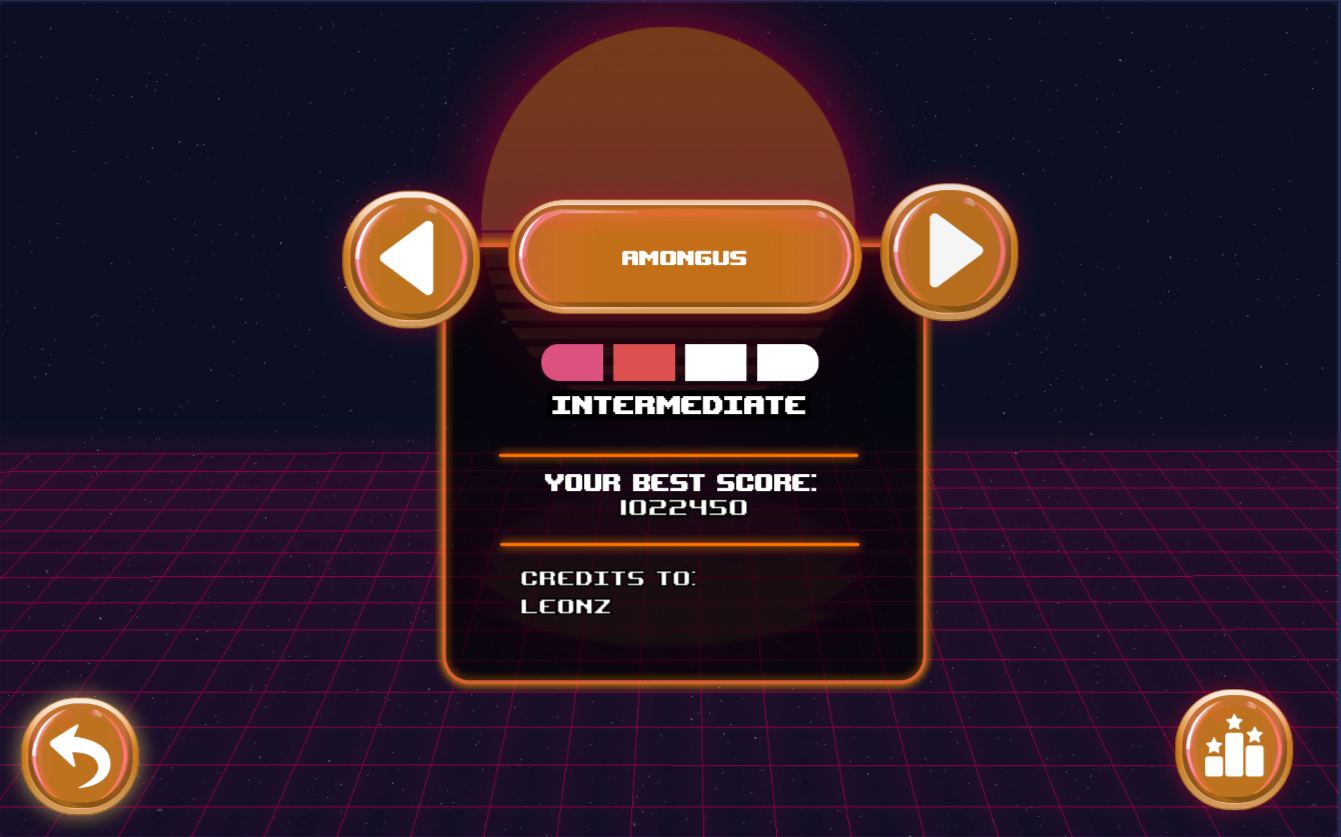 AMONGUS
INTERMEDIATE
YOUR BEST SCORE:
1022450
CREDITS TO:
LEONZ